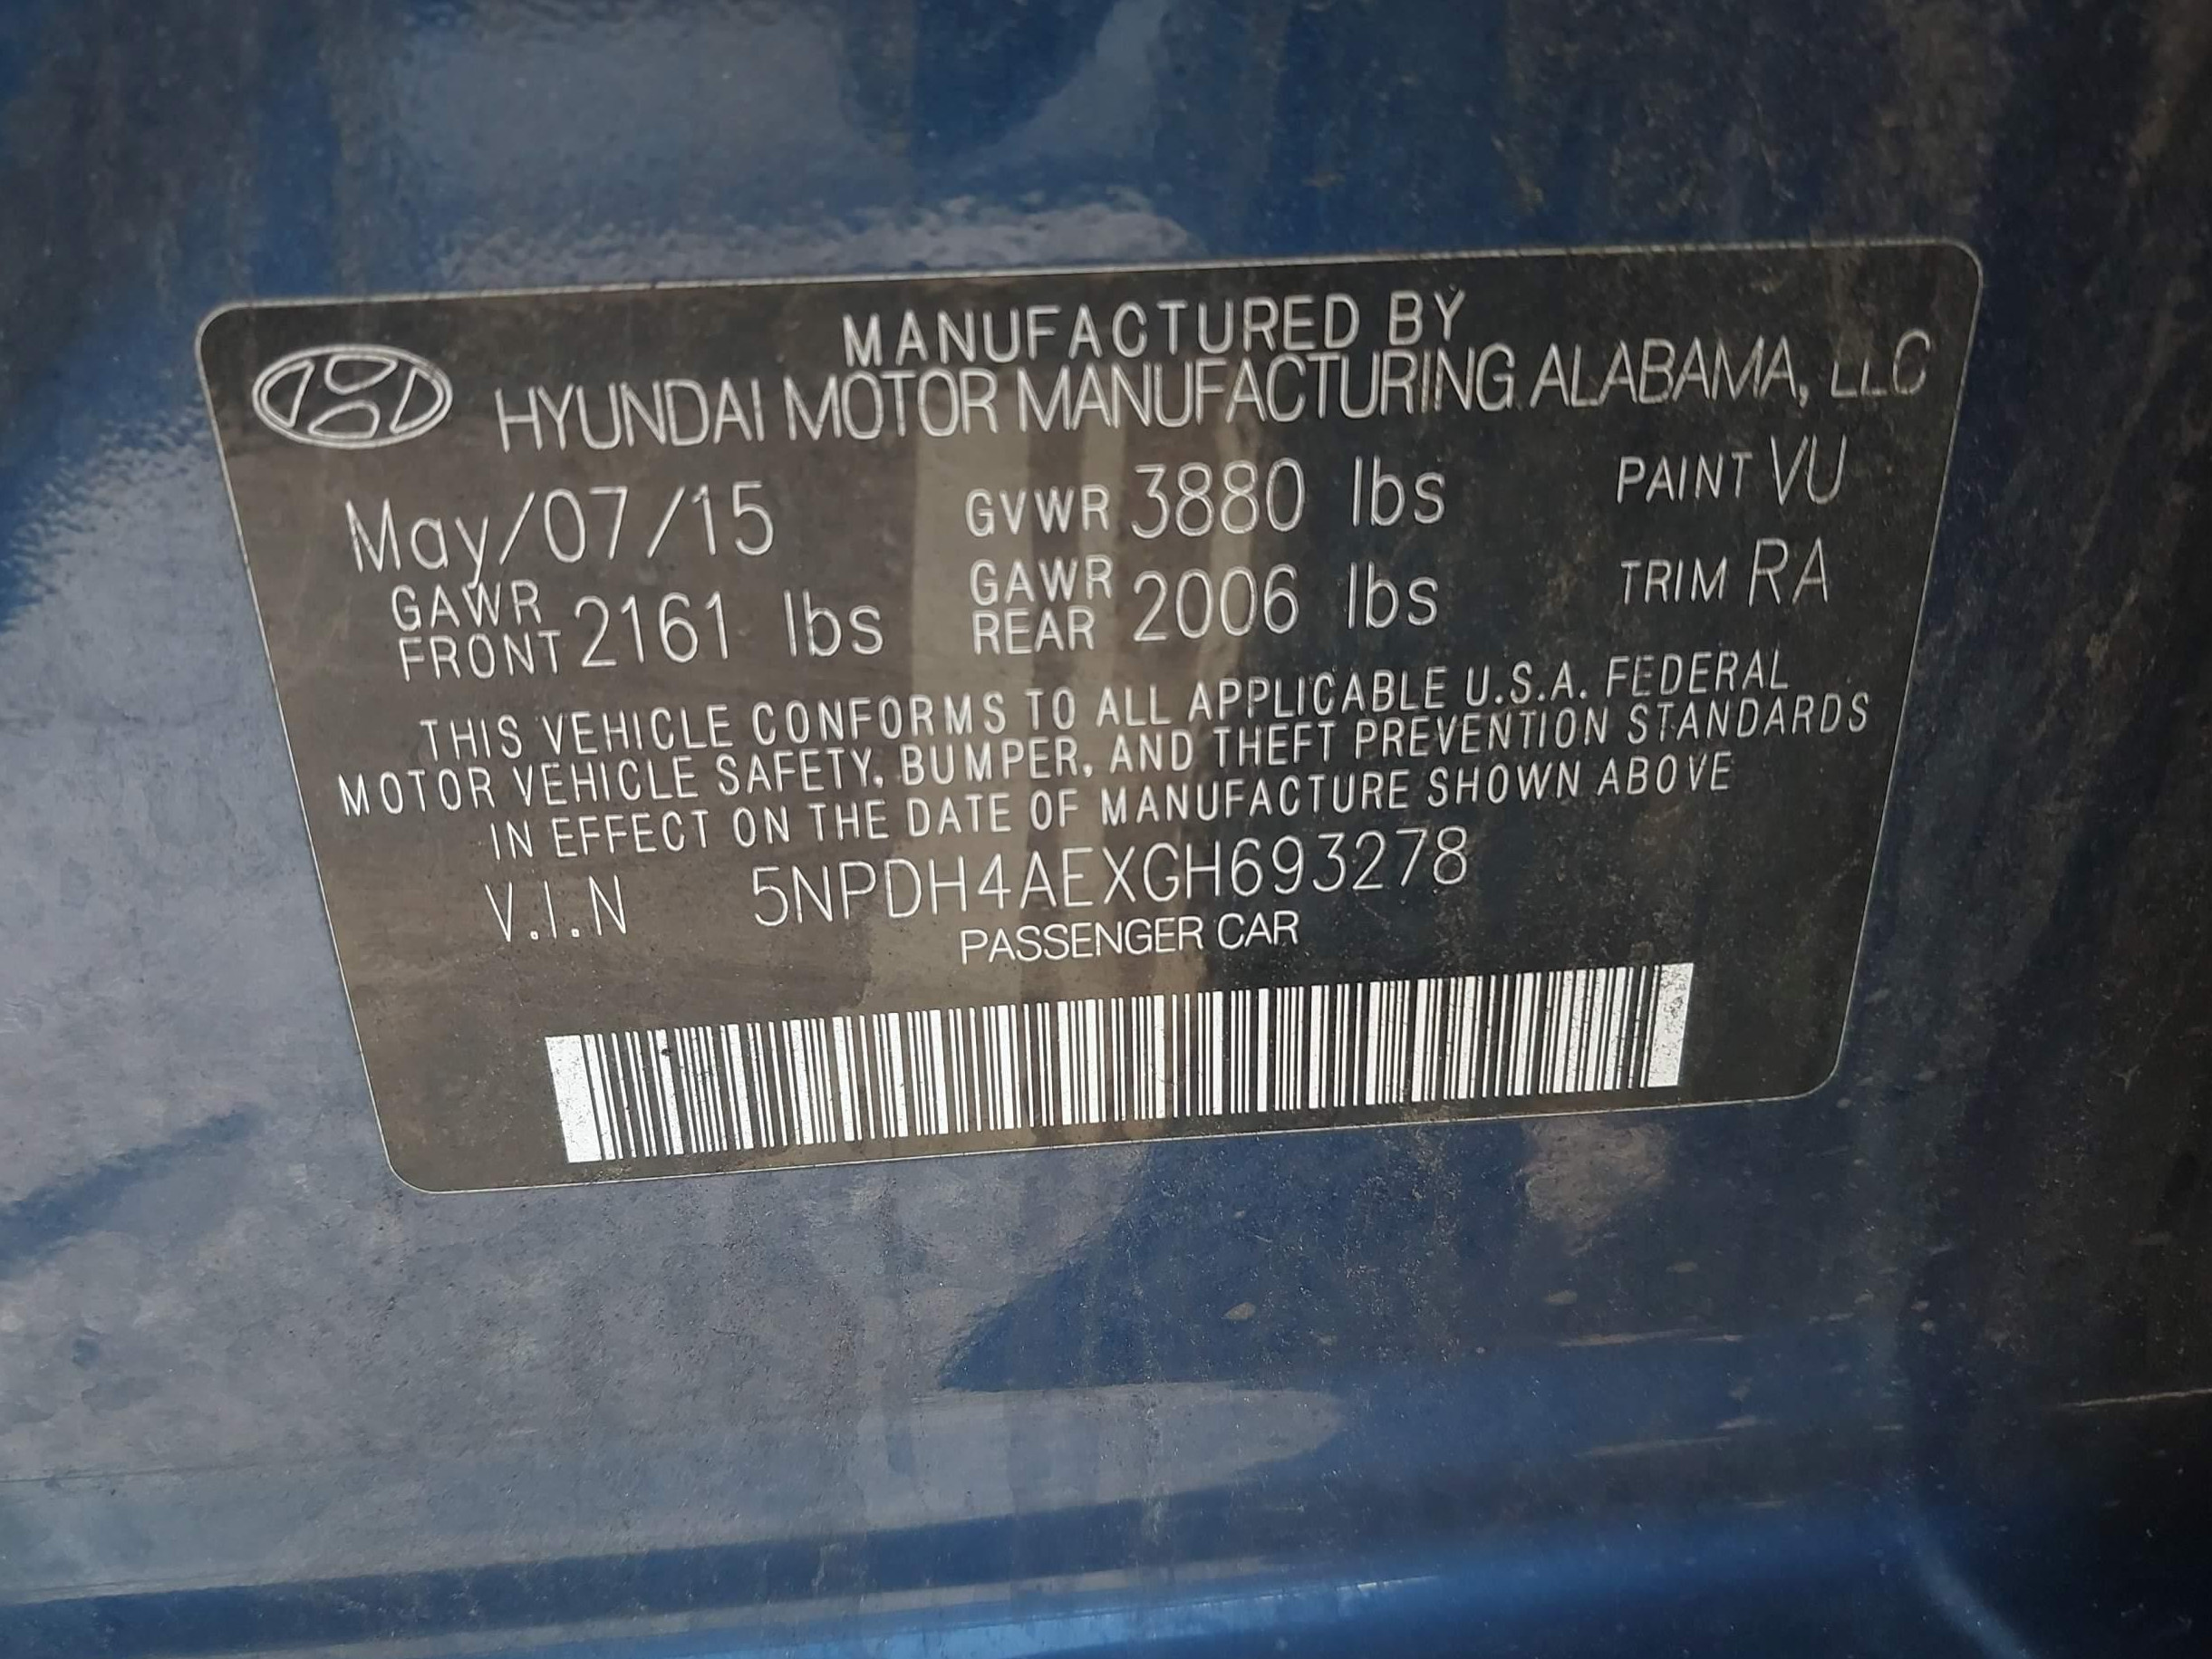 MANUFACTURED BY
HYUNDAI MOTOR MANUFACTURING ALABAMA, LLC
May/07/15 GVWR 3880 lbs PAINT VU
GAWR FRONT 2161 lbs GAWR REAR 2006 lbs TRIM RA
THIS VEHICLE CONFORMS TO ALL APPLICABLE U.S.A. FEDERAL
MOTOR VEHICLE SAFETY, BUMPER, AND THEFT PREVENTION STANDARDS
IN EFFECT ON THE DATE OF MANUFACTURE SHOWN ABOVE
V.I.N 5NPDH4AEXGH693278
PASSENGER CAR